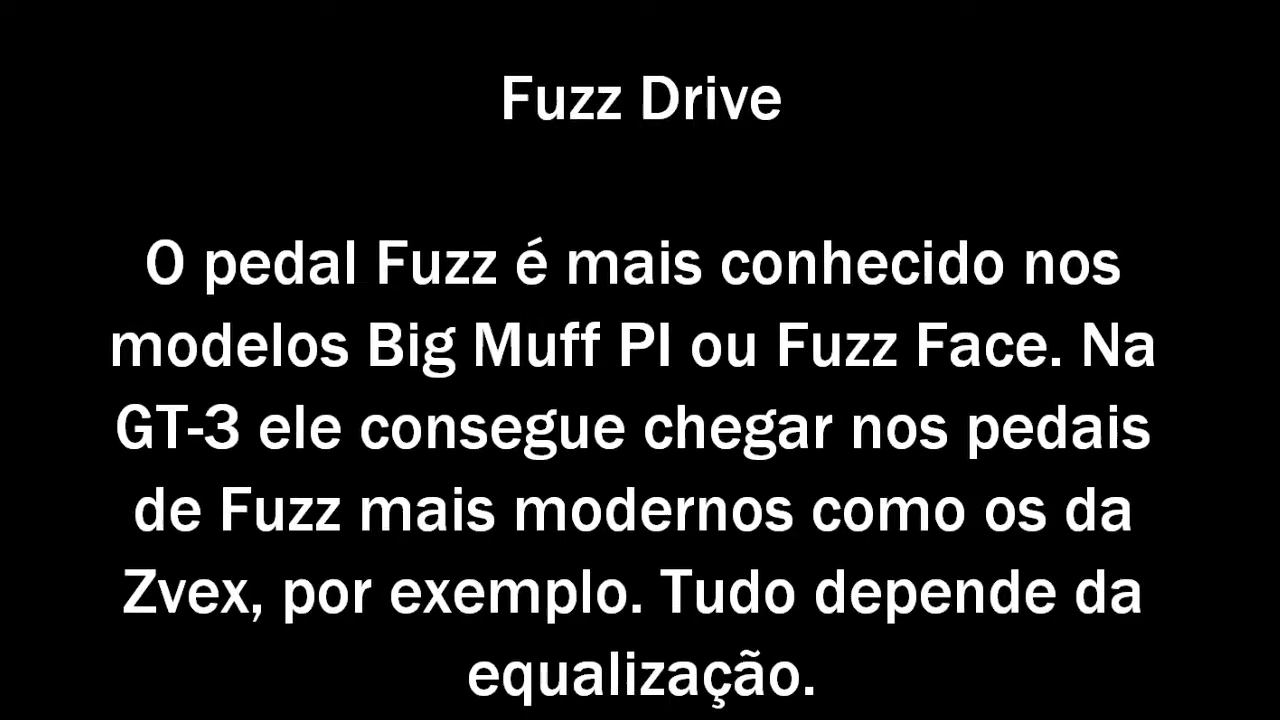 Fuzz Drive
O pedal Fuzz é mais conhecido nos
modelos Big Muff PI ou Fuzz Face. Na
GT-3 ele consegue chegar nos pedais
de Fuzz mais modernos como os da
Zvex, por exemplo. Tudo depende da
equalização.